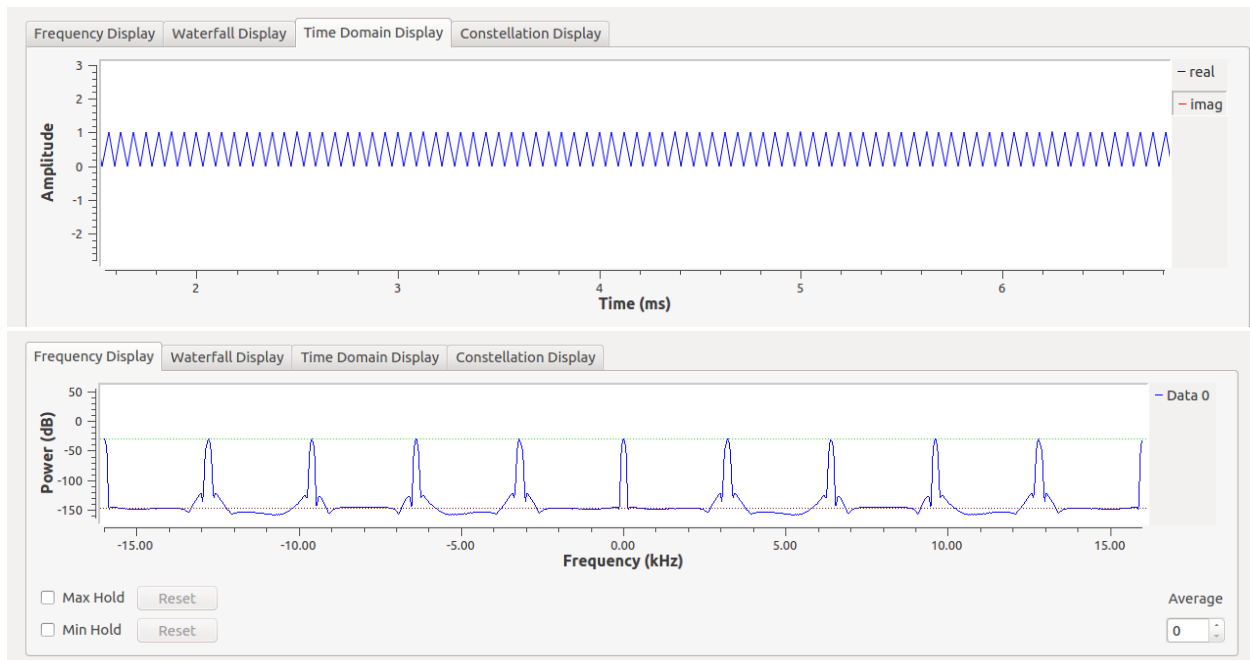 Frequency Display Waterfall Display Time Domain Display Constellation Display
3
2
1
0
-1
-2
Amplitude
real
imag
2 3 4 5 6
Time (ms)
Frequency Display Waterfall Display Time Domain Display Constellation Display
50
0
-50
-100
-150
Power (dB)
Data 0
-15.00 -10.00 -5.00 0.00 5.00 10.00 15.00
Frequency (kHz)
Max Hold Reset Average
Min Hold Reset 0